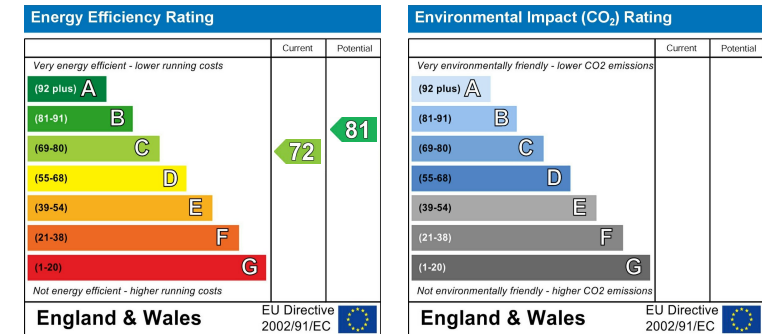 Energy Efficiency Rating
Current Potential
Very energy efficient - lower running costs
(92 plus) A
(81-91) B
81
(69-80) C
72
(55-68) D
(39-54) E
(21-38) F
(1-20) G
Not energy efficient - higher running costs
England & Wales
EU Directive
2002/91/EC
Environmental Impact (CO₂) Rating
Current Potential
Very environmentally friendly - lower CO2 emissions
(92 plus) A
(81-91) B
(69-80) C
(55-68) D
(39-54) E
(21-38) F
(1-20) G
Not environmentally friendly - higher CO2 emissions
England & Wales
EU Directive
2002/91/EC